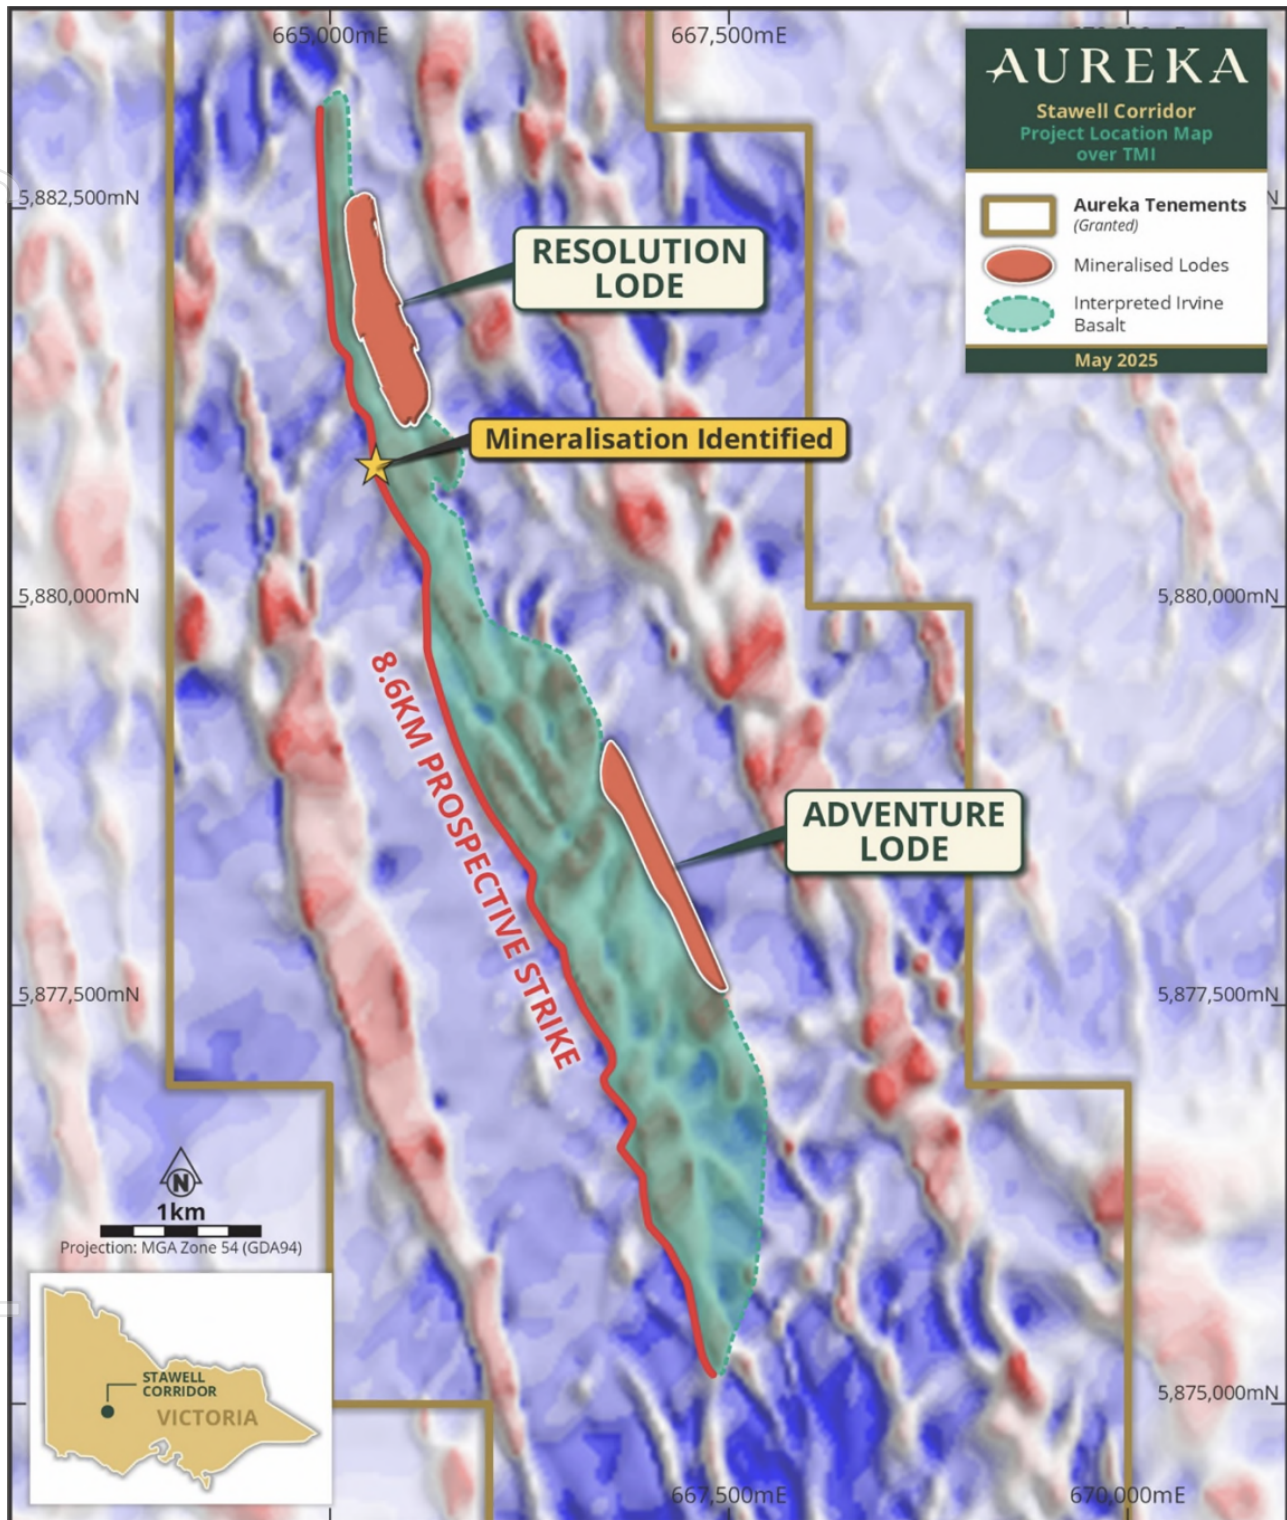 665,000mE
667,500mE
AUREKA
Stawell Corridor
Project Location Map
over TMI
Aureka Tenements
(Granted)
Mineralised Lodes
Interpreted Irvine
Basalt
May 2025
5,882,500mN
RESOLUTION
LODE
Mineralisation Identified
5,880,000mN
5,880,000mN
8.6KM PROSPECTIVE STRIKE
ADVENTURE
LODE
5,877,500mN
5,877,500mN
N
1km
Projection: MGA Zone 54 (GDA94)
STAWELL
CORRIDOR
VICTORIA
5,875,000mN
667,500mE
670,000mE